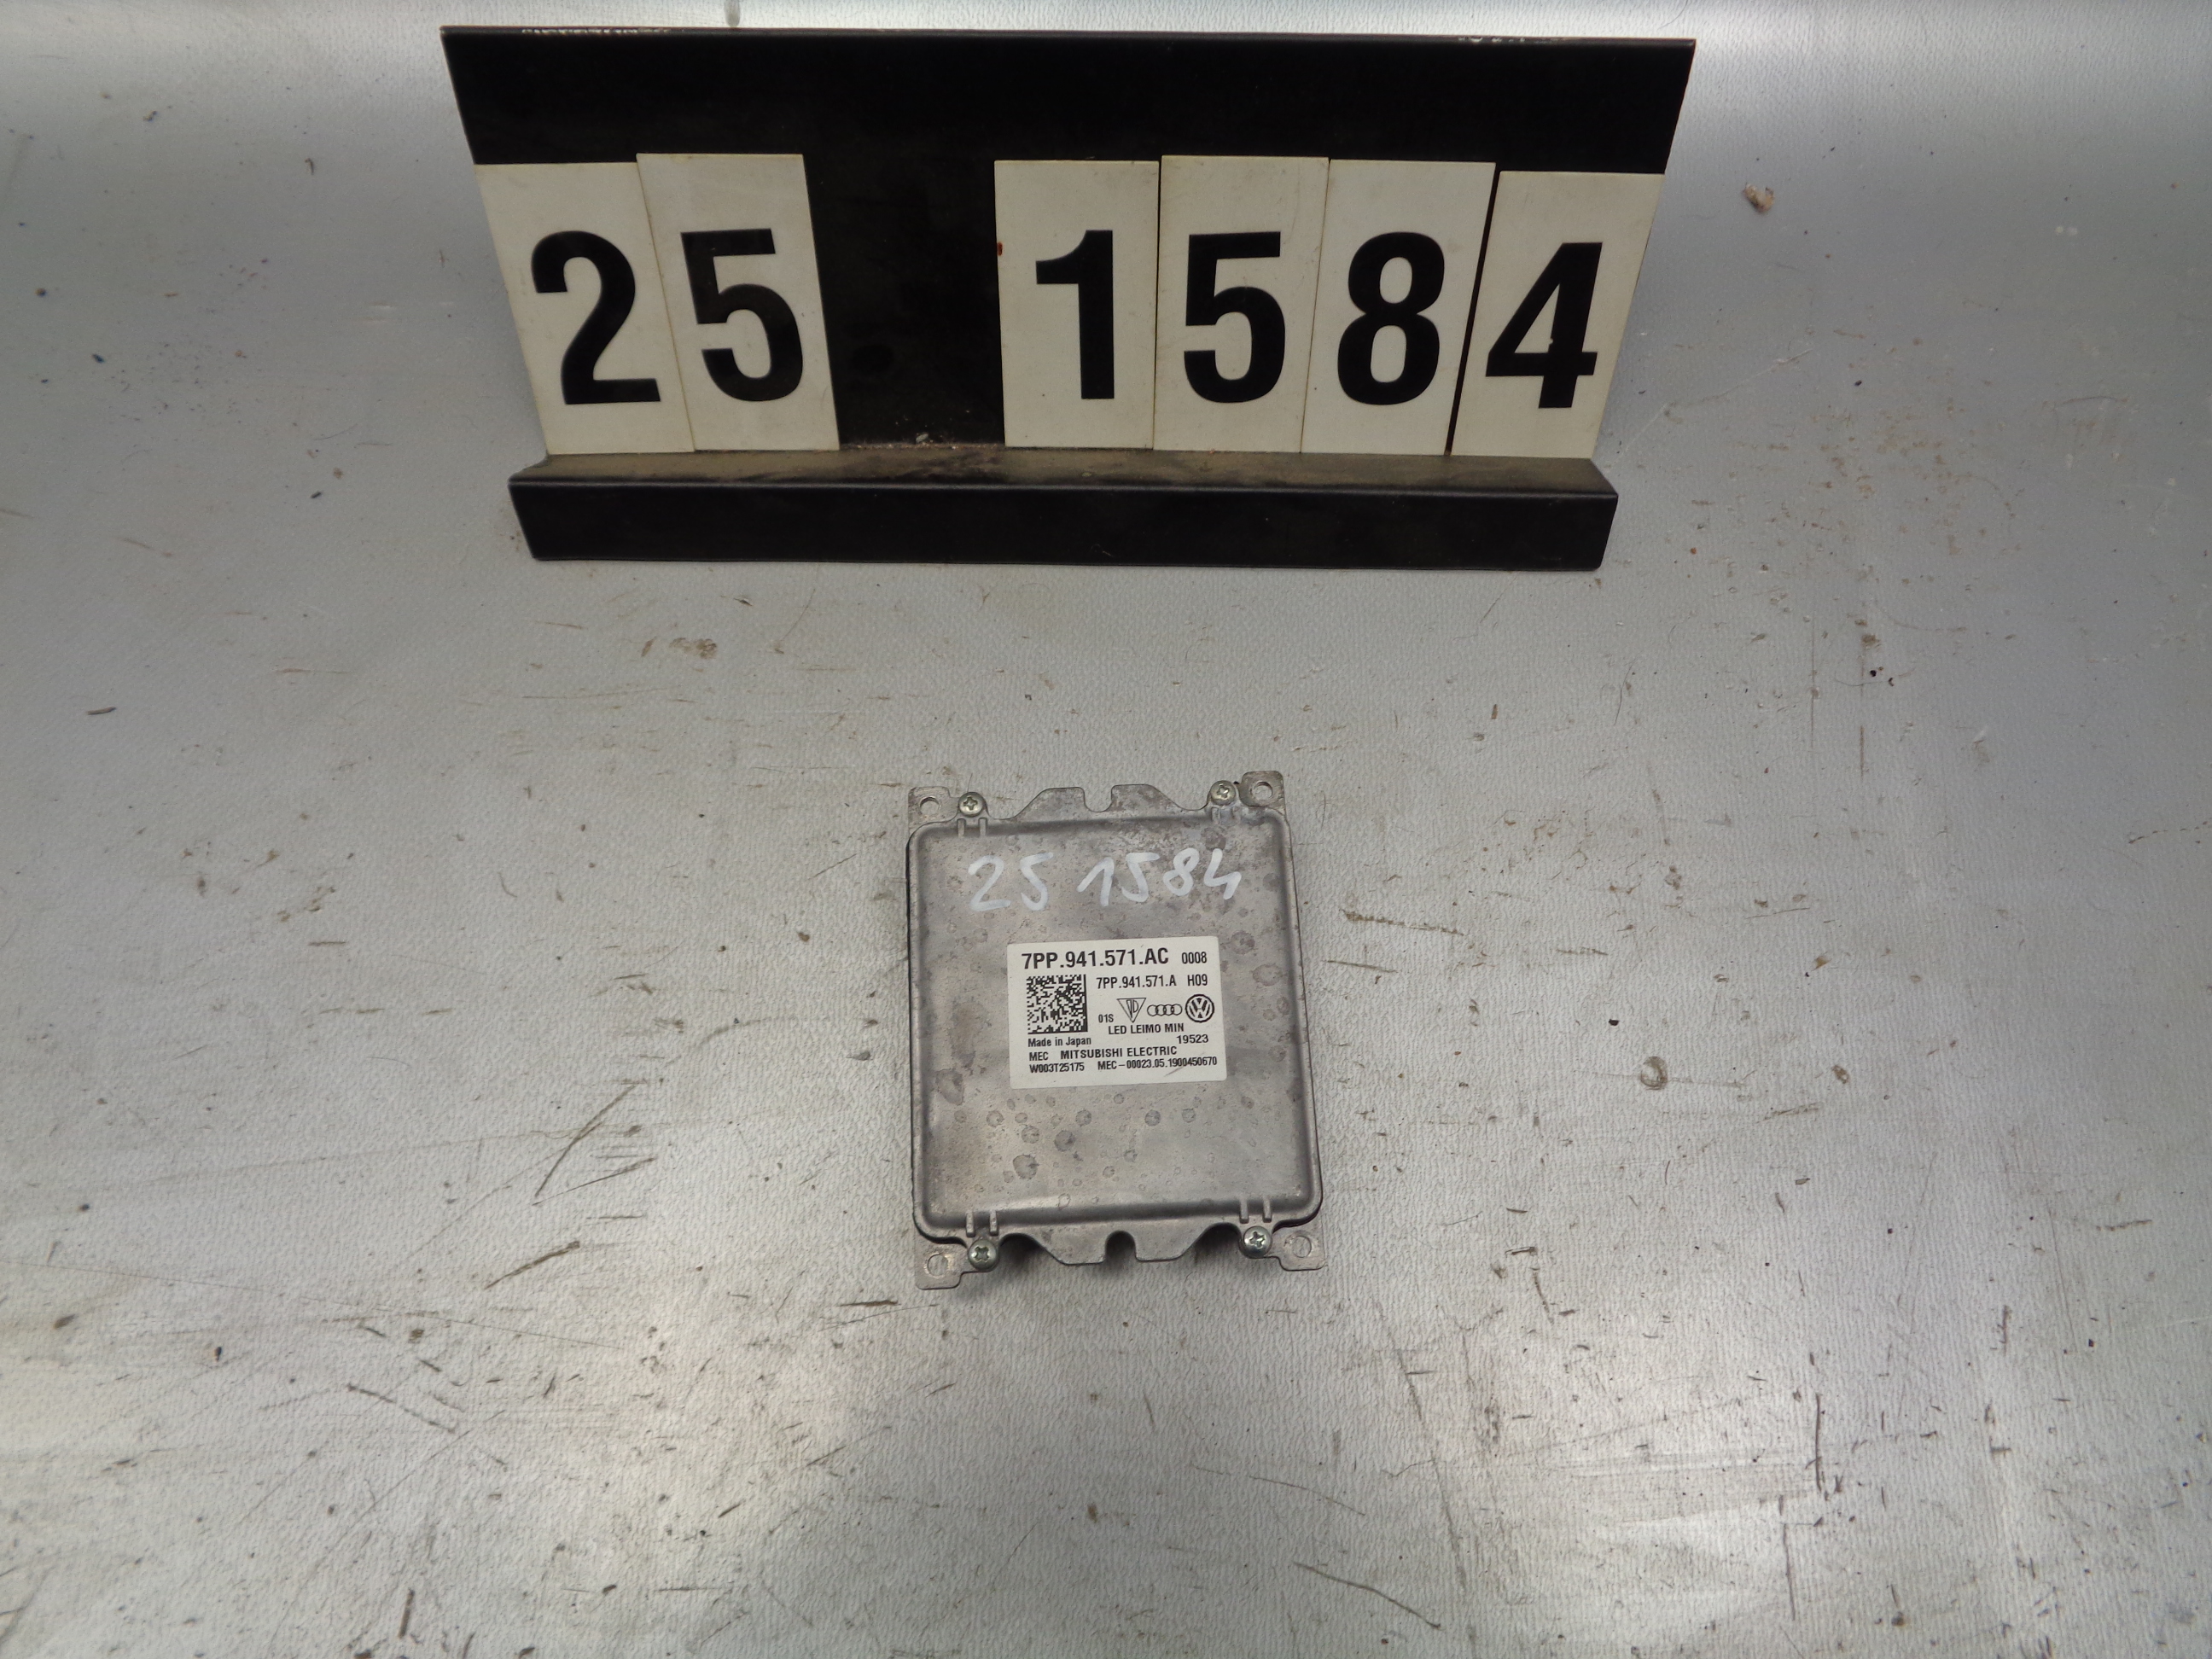 25 1584
25 1584
7PP.941.571.AC 0008
7PP.941.571.A H09
01S
LED LEIMO MIN
Made in Japan 19523
MEC MITSUBISHI ELECTRIC
W003T25175 MEC-00023.05.1900450670